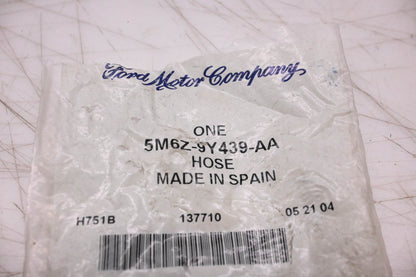 Ford Motor Company
ONE
5M6Z-9Y439-AA
HOSE
MADE IN SPAIN
H751B 137710 05 21 04